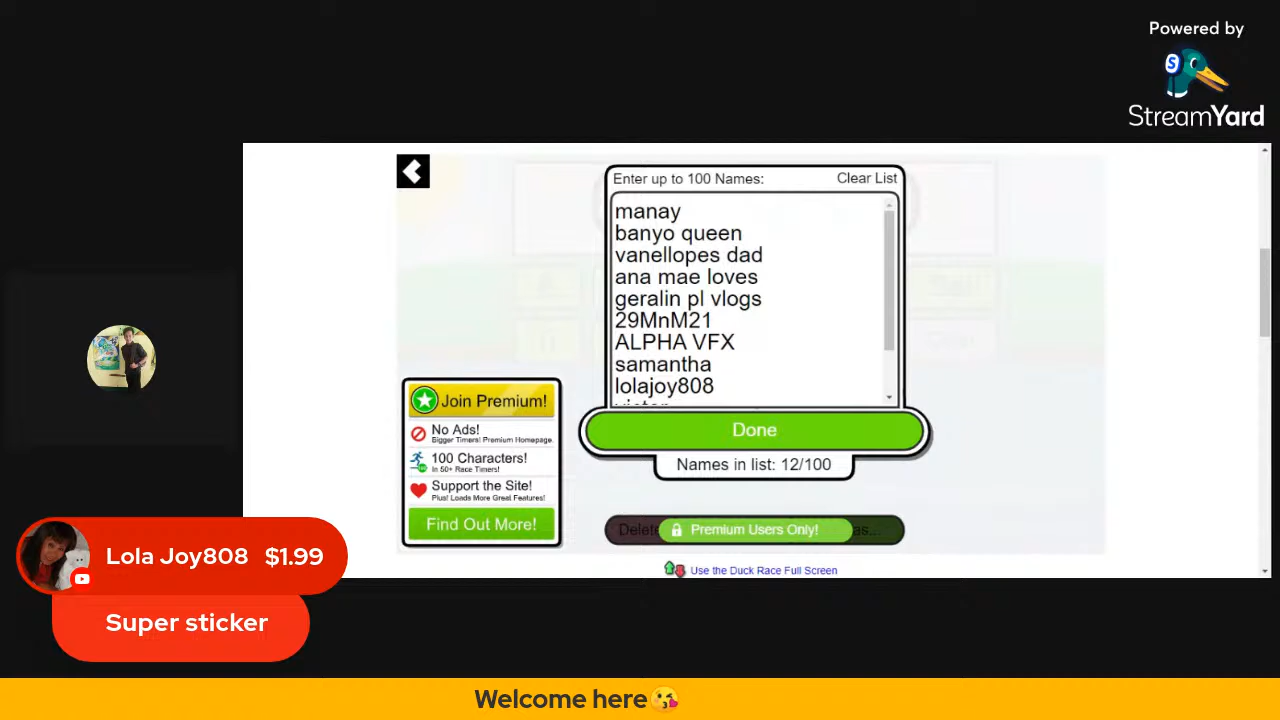 Powered by
StreamYard
Enter up to 100 Names:
Clear List
manay
banyo queen
vanellopes dad
ana mae loves
geralin pl vlogs
29MnM21
ALPHA VFX
samantha
lolajoy808
Done
Names in list: 12/100
Join Premium!
No Ads!
Bigger Timers! Premium Homepage.
100 Characters!
In 50+ Race Timers!
Support the Site!
Plus! Loads More Great Features!
Find Out More!
Delete
Premium Users Only!
as...
Use the Duck Race Full Screen
Lola Joy808 $1.99
Super sticker
Welcome here😘